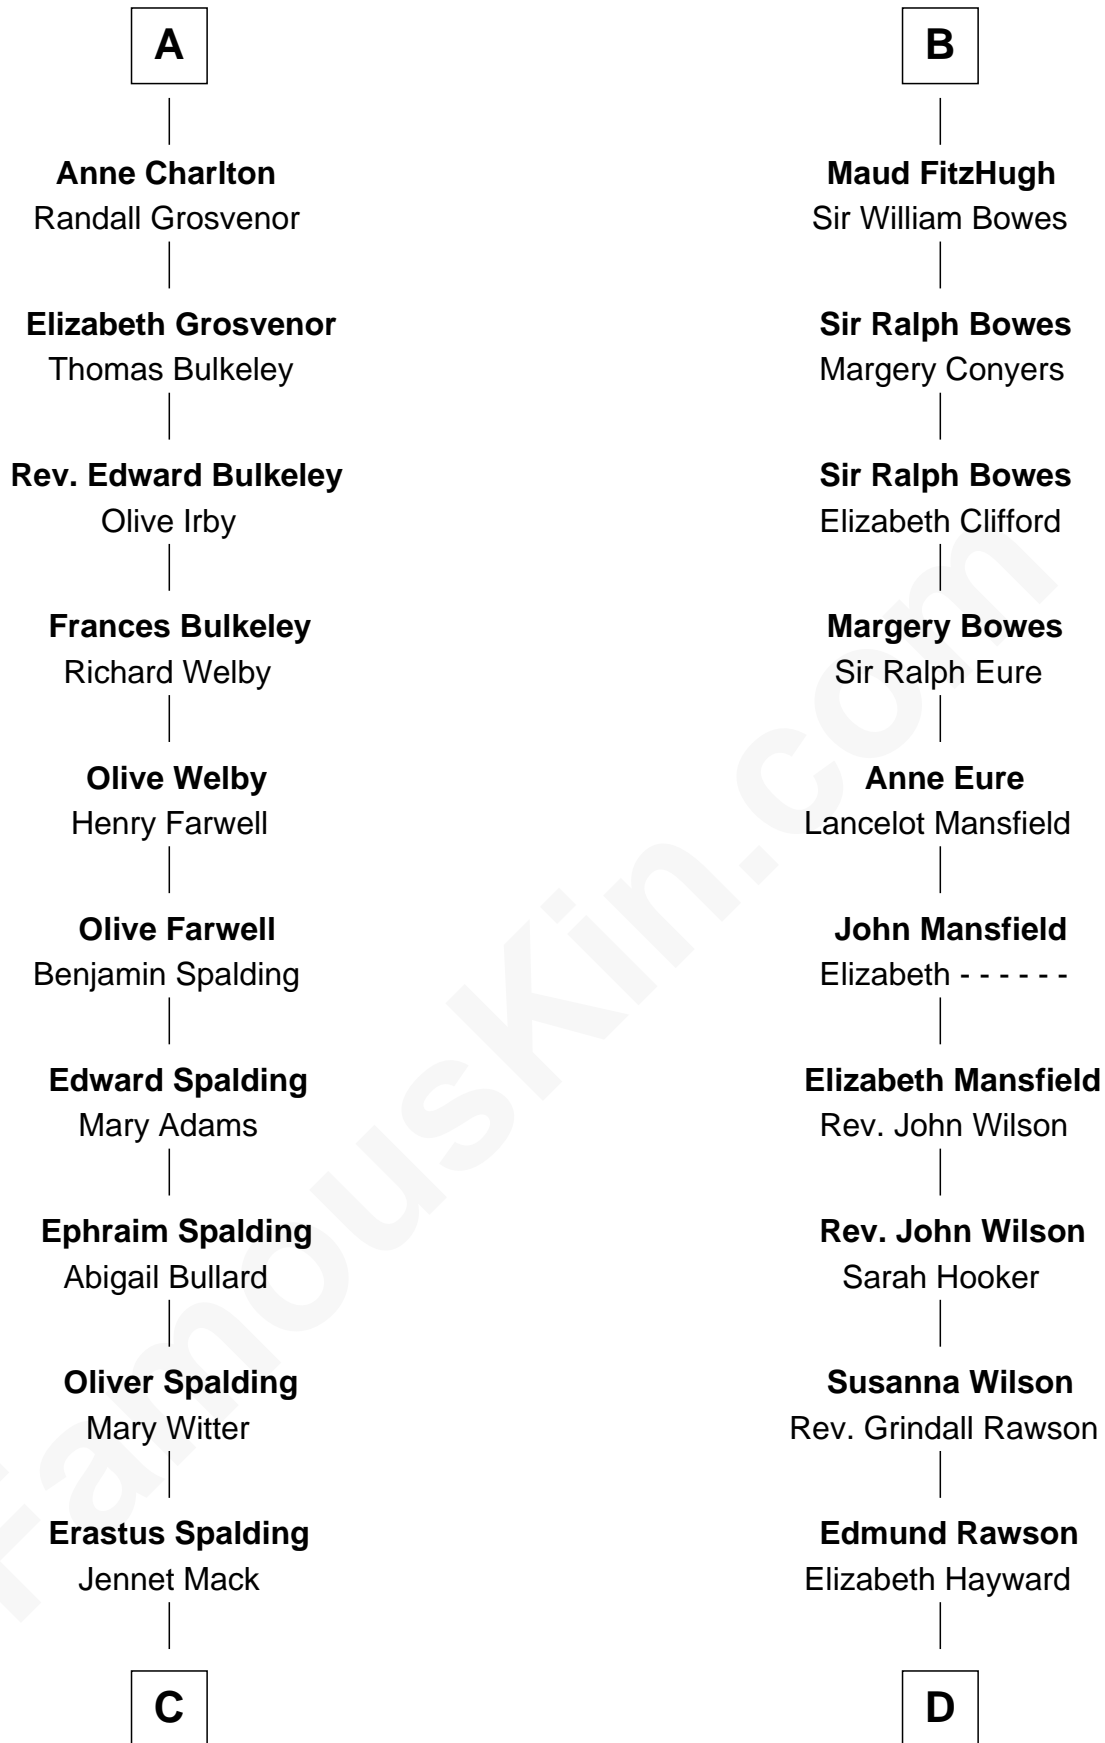 A
Anne Charlton
Randall Grosvenor
Elizabeth Grosvenor
Thomas Bulkeley
Rev. Edward Bulkeley
Olive Irby
Frances Bulkeley
Richard Welby
Olive Welby
Henry Farwell
Olive Farwell
Benjamin Spalding
Edward Spalding
Mary Adams
Ephraim Spalding
Abigail Bullard
Oliver Spalding
Mary Witter
Erastus Spalding
Jennet Mack
C
B
Maud FitzHugh
Sir William Bowes
Sir Ralph Bowes
Margery Conyers
Sir Ralph Bowes
Elizabeth Clifford
Margery Bowes
Sir Ralph Eure
Anne Eure
Lancelot Mansfield
John Mansfield
Elizabeth - - - - - -
Elizabeth Mansfield
Rev. John Wilson
Rev. John Wilson
Sarah Hooker
Susanna Wilson
Rev. Grindall Rawson
Edmund Rawson
Elizabeth Hayward
D
FamousKin.com